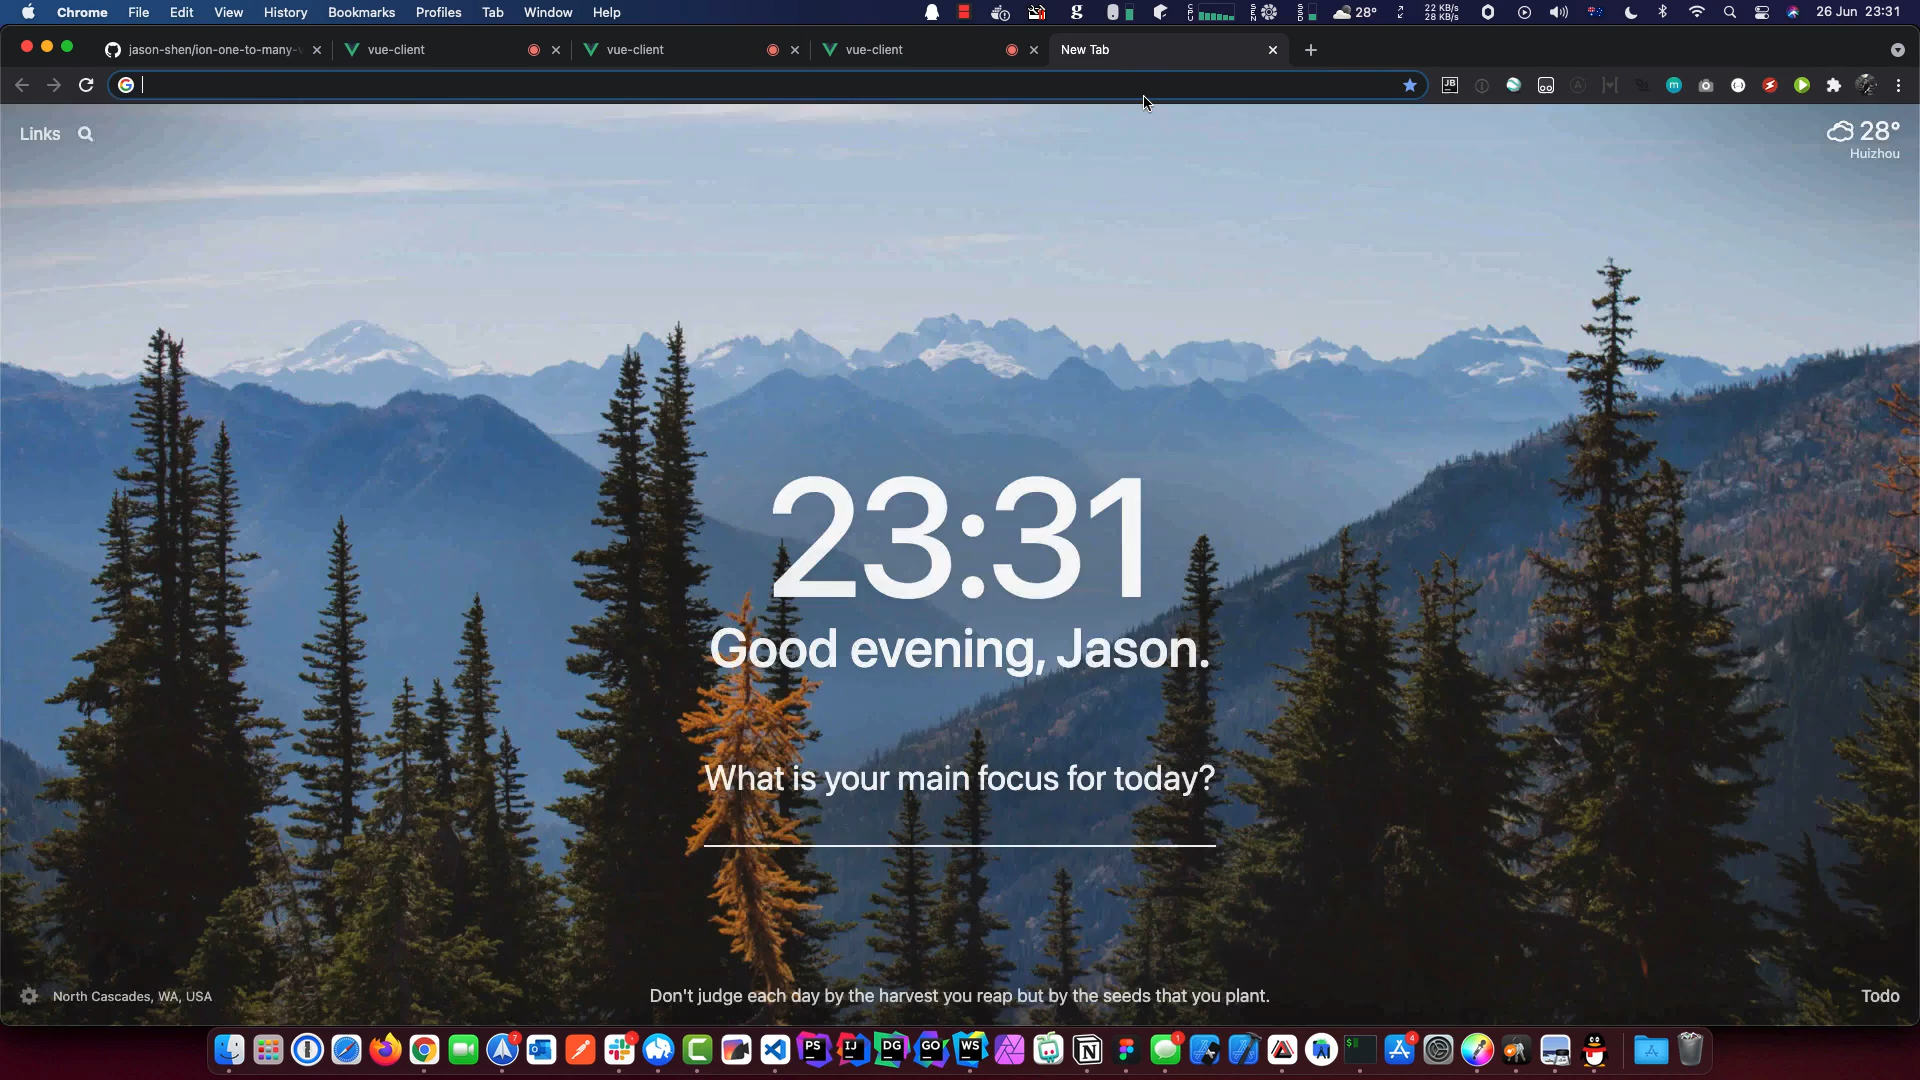 Chrome File Edit View History Bookmarks Profiles Tab Window Help 28° 22 KB/s 28 KB/s 26 Jun 23:31
jason-shen/ion-one-to-many- vue-client vue-client vue-client New Tab
Links
28°
Huizhou
23:31
Good evening, Jason.
What is your main focus for today?
North Cascades, WA, USA
Don't judge each day by the harvest you reap but by the seeds that you plant.
Todo
7 PS IJ DG GO WS 1 4